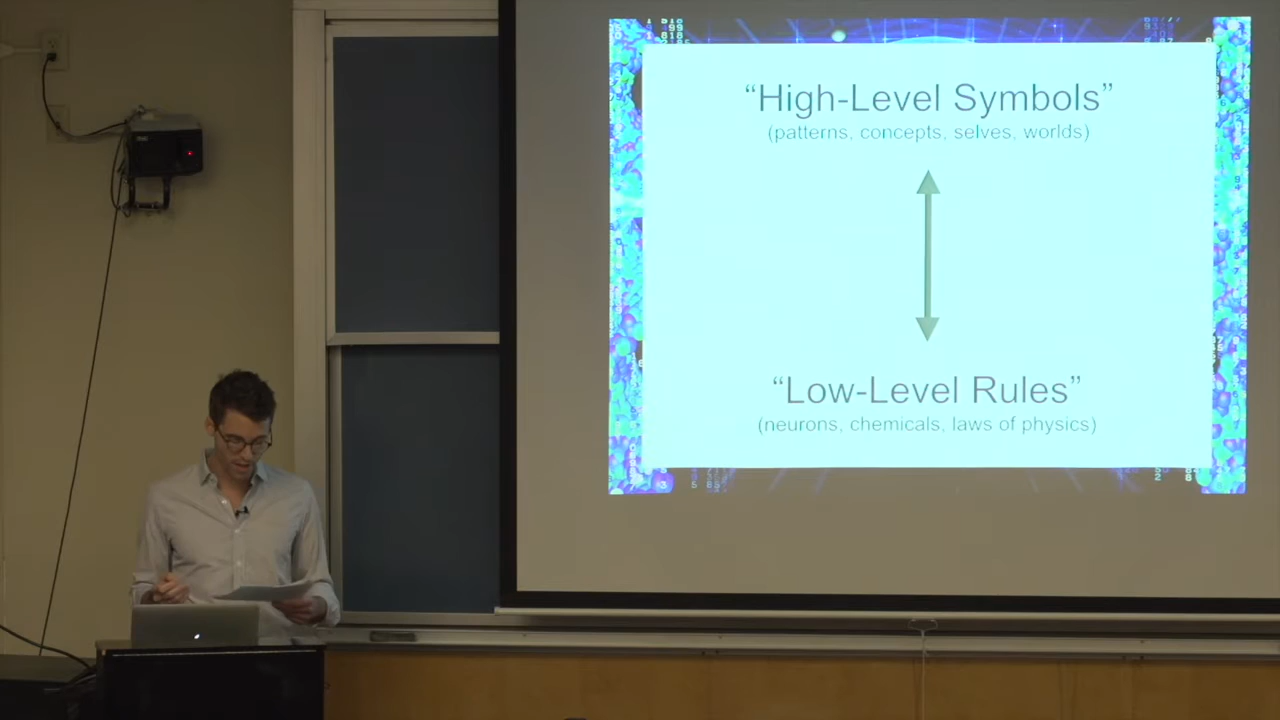 “High-Level Symbols”
(patterns, concepts, selves, worlds)
“Low-Level Rules”
(neurons, chemicals, laws of physics)